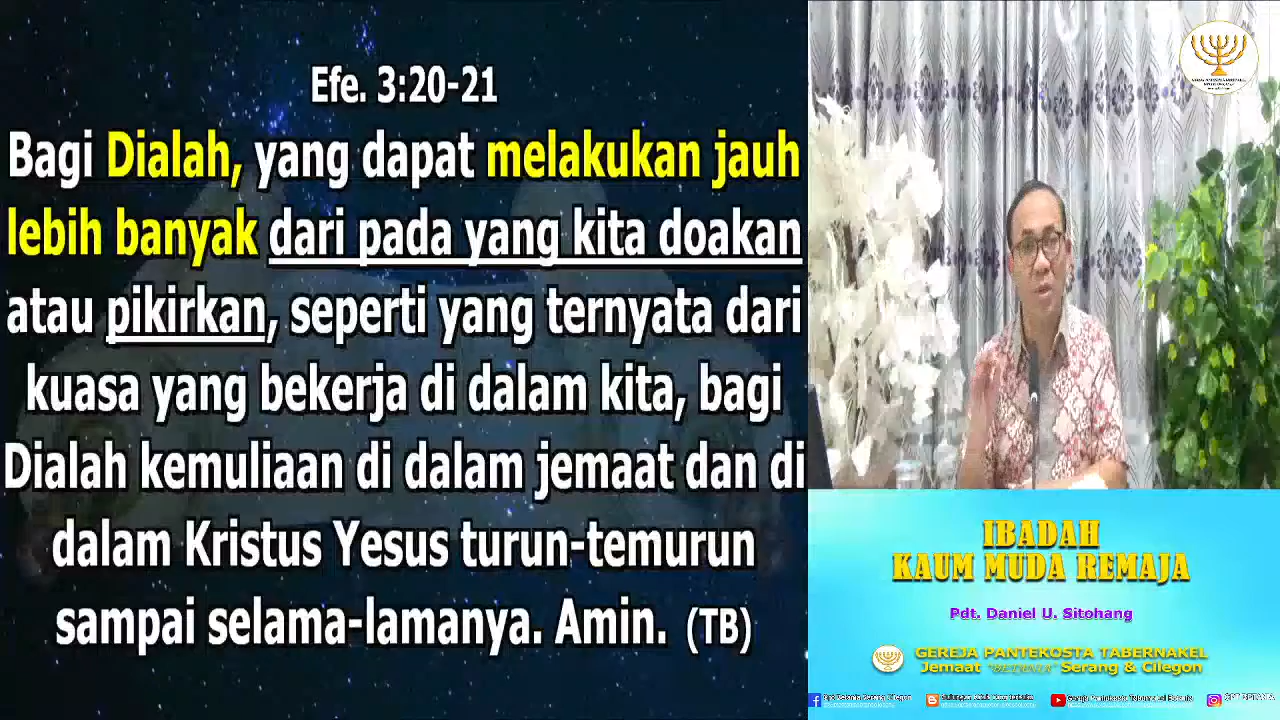 Efe. 3:20-21
Bagi Dialah, yang dapat melakukan jauh
lebih banyak dari pada yang kita doakan
atau pikirkan, seperti yang ternyata dari
kuasa yang bekerja di dalam kita, bagi
Dialah kemuliaan di dalam jemaat dan di
dalam Kristus Yesus turun-temurun
sampai selama-lamanya. Amin. (TB)
IBADAH
KAUM MUDA REMAJA
Pdt. Daniel U. Sitohang
GEREJA PANTEKOSTA TABERNAKEL
Jemaat "BETANIA" Serang & Cilegon